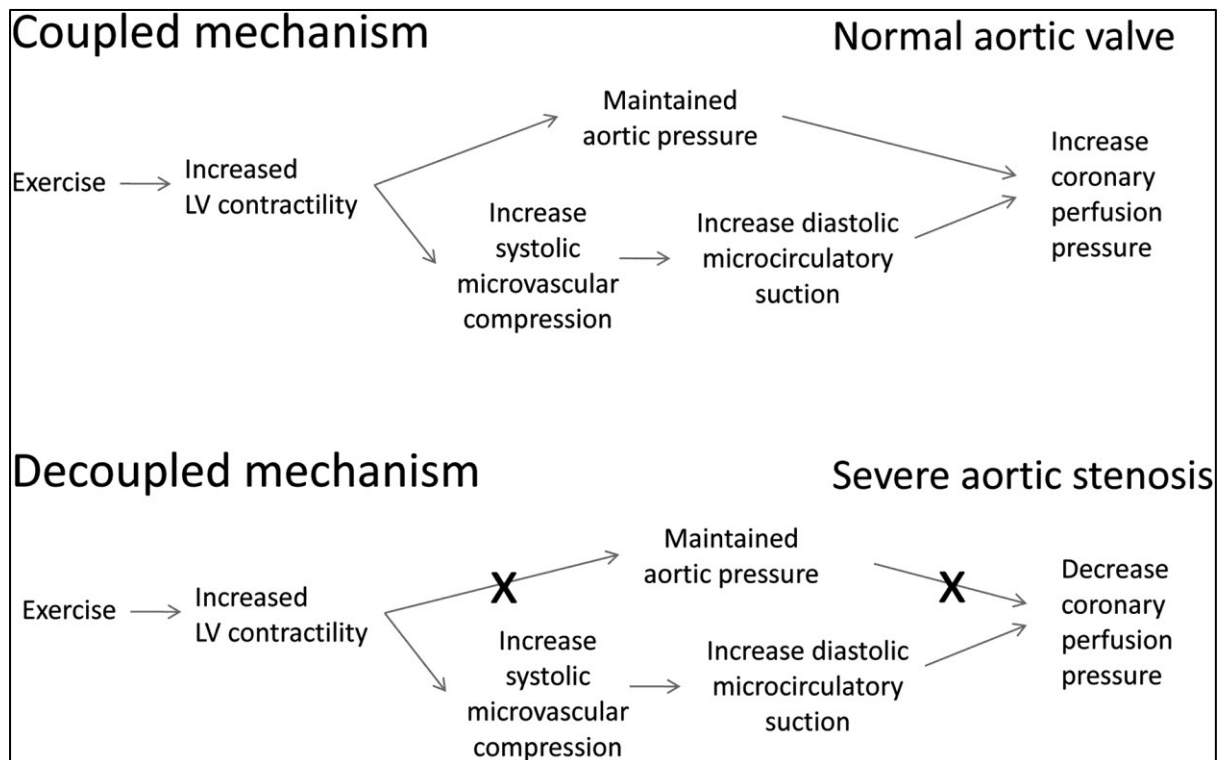 Coupled mechanism
Normal aortic valve
Exercise
Increased
LV contractility
Maintained
aortic pressure
Increase
systolic
microvascular
compression
Increase diastolic
microcirculatory
suction
Increase
coronary
perfusion
pressure
Decoupled mechanism
Severe aortic stenosis
Exercise
Increased
LV contractility
X
Maintained
aortic pressure
X
Increase
systolic
microvascular
compression
Increase diastolic
microcirculatory
suction
Decrease
coronary
perfusion
pressure